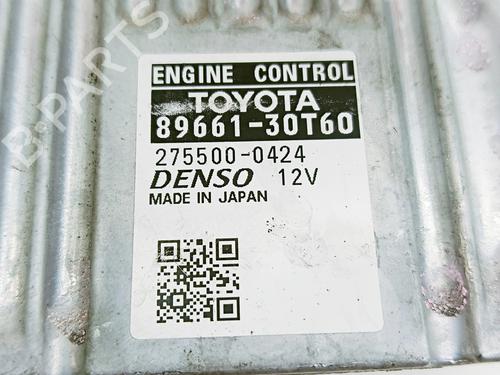 ENGINE CONTROL
TOYOTA
89661-30T60
275500-0424
DENSO 12V
MADE IN JAPAN
B-PARTS